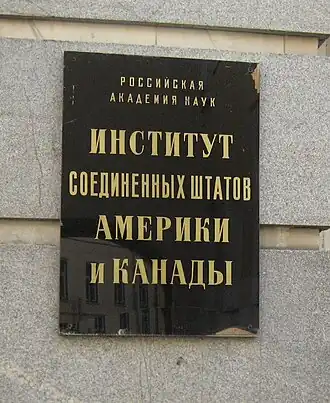 РОССИЙСКАЯ
АКАДЕМИЯ НАУК
ИНСТИТУТ
СОЕДИНЕННЫХ ШТАТОВ
АМЕРИКИ
и КАНАДЫ